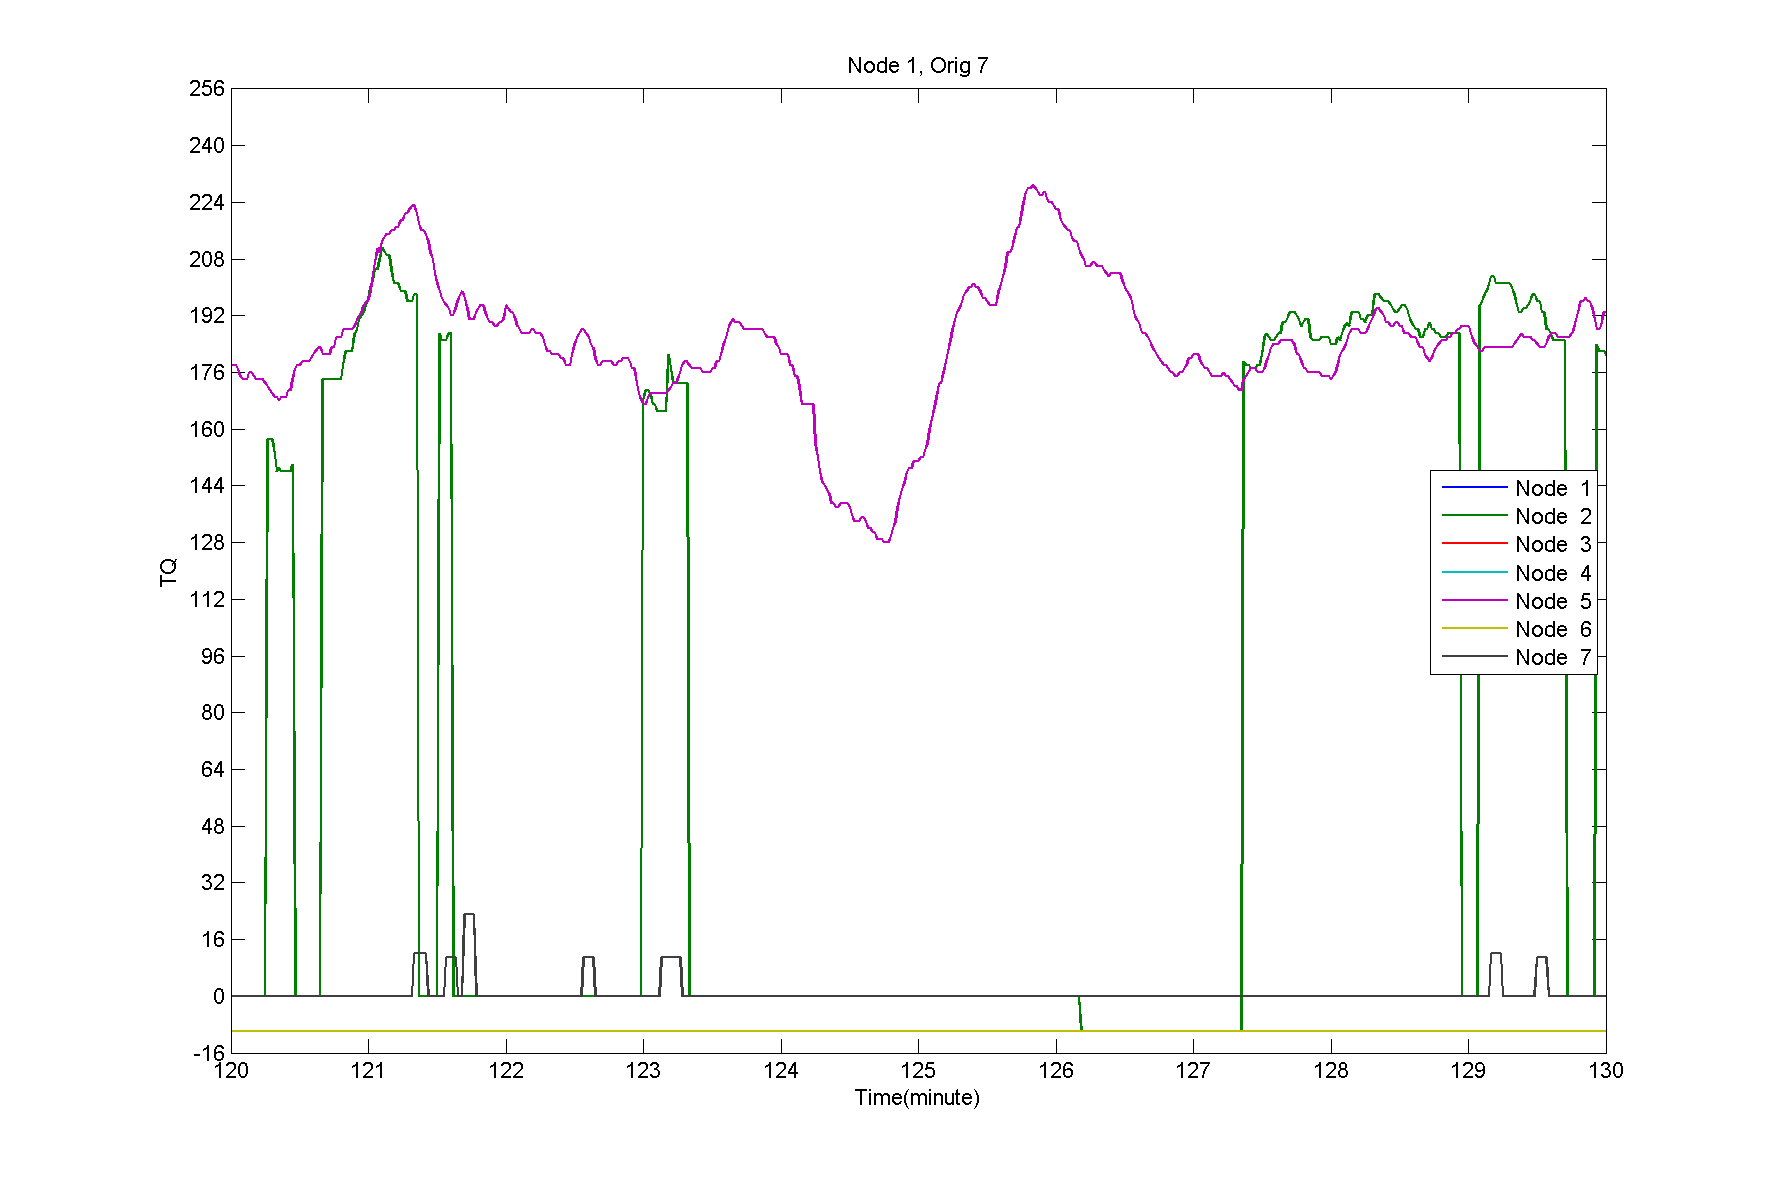 Node 1, Orig 7
256
240
224
208
192
176
160
144
128
112
96
80
64
48
32
16
0
-16
TQ
Node 1
Node 2
Node 3
Node 4
Node 5
Node 6
Node 7
120 121 122 123 124 125 126 127 128 129 130
Time(minute)